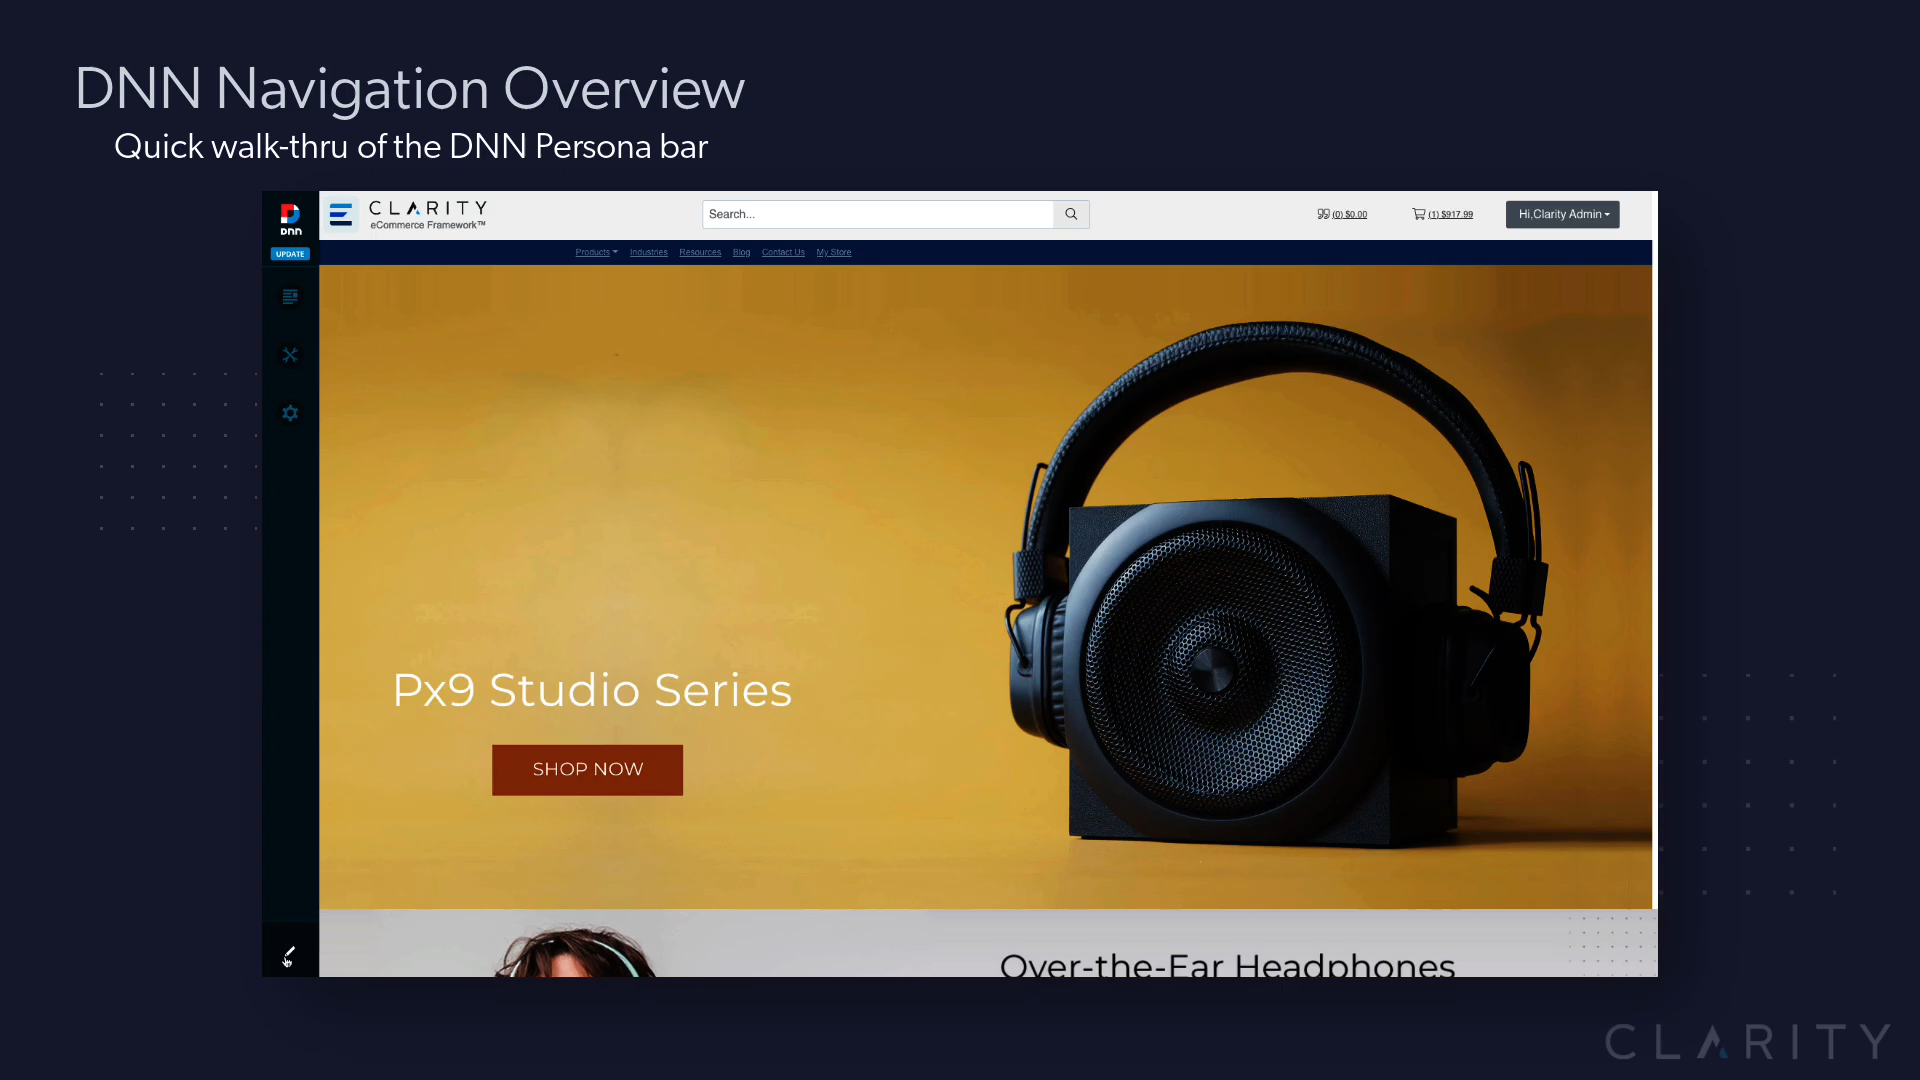 DNN Navigation Overview
Quick walk-thru of the DNN Persona bar
DNN
UPDATE
CLARITY
eCommerce Framework™
Search...
(0) $0.00
(1) $917.99
Hi,Clarity Admin
Products
Industries
Resources
Blog
Contact Us
My Store
Px9 Studio Series
SHOP NOW
Over-the-Ear Headphones
CLARITY